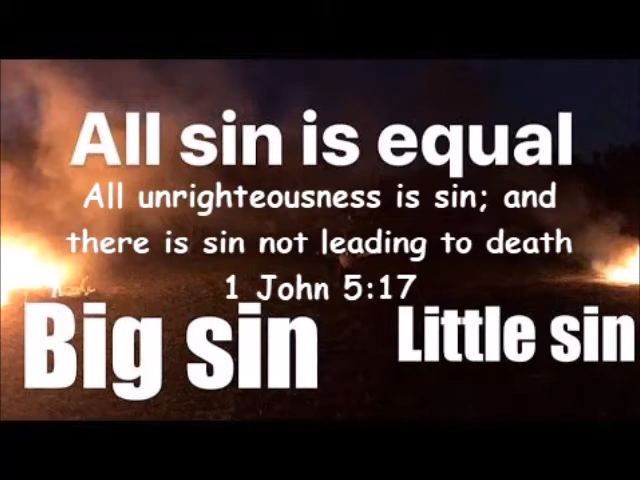 All sin is equal
All unrighteousness is sin; and
there is sin not leading to death
1 John 5:17
Big sin
Little sin